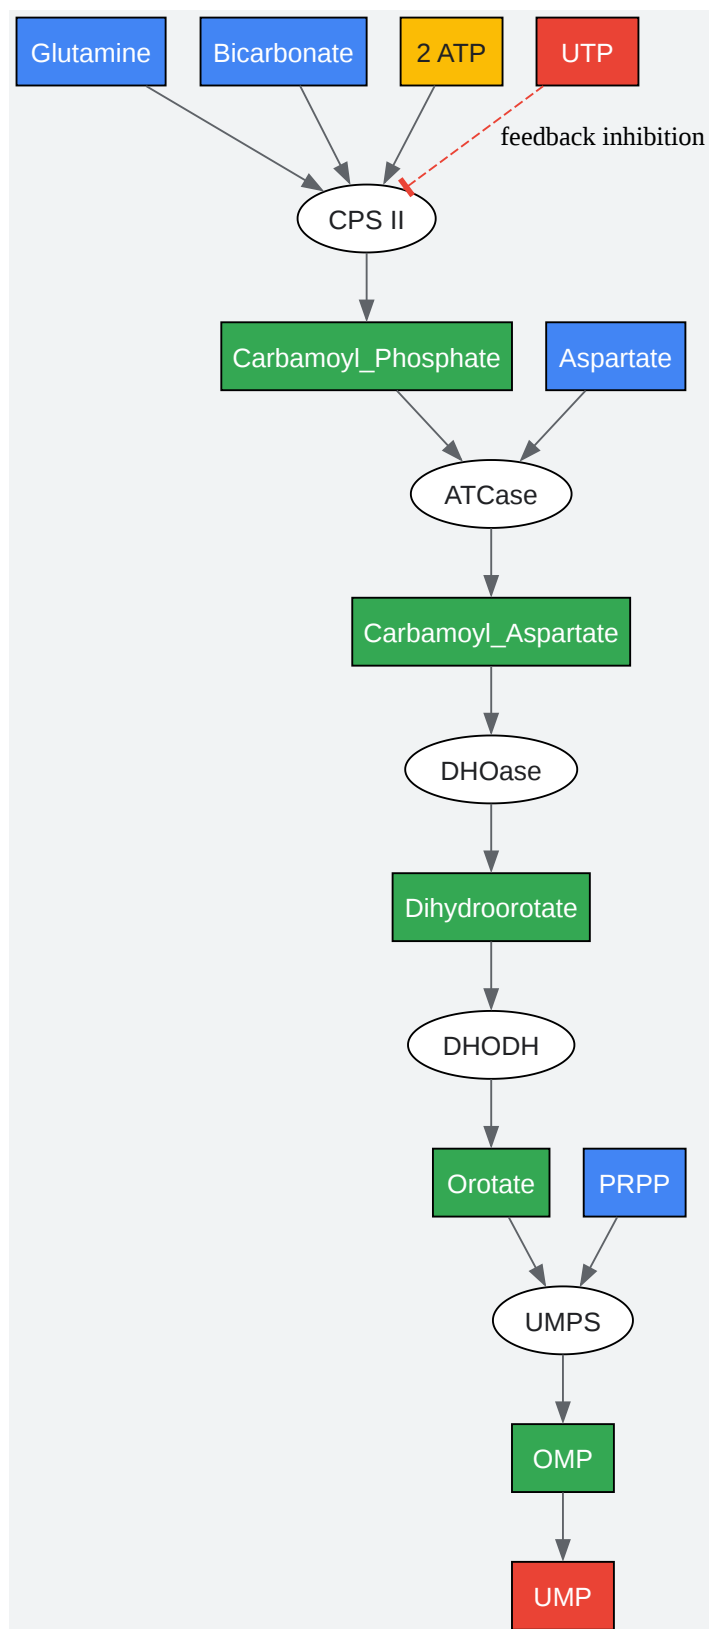 Glutamine
Bicarbonate
2 ATP
UTP
feedback inhibition
CPS II
Carbamoyl_Phosphate
Aspartate
ATCase
Carbamoyl_Aspartate
DHOase
Dihydroorotate
DHODH
Orotate
PRPP
UMPS
OMP
UMP